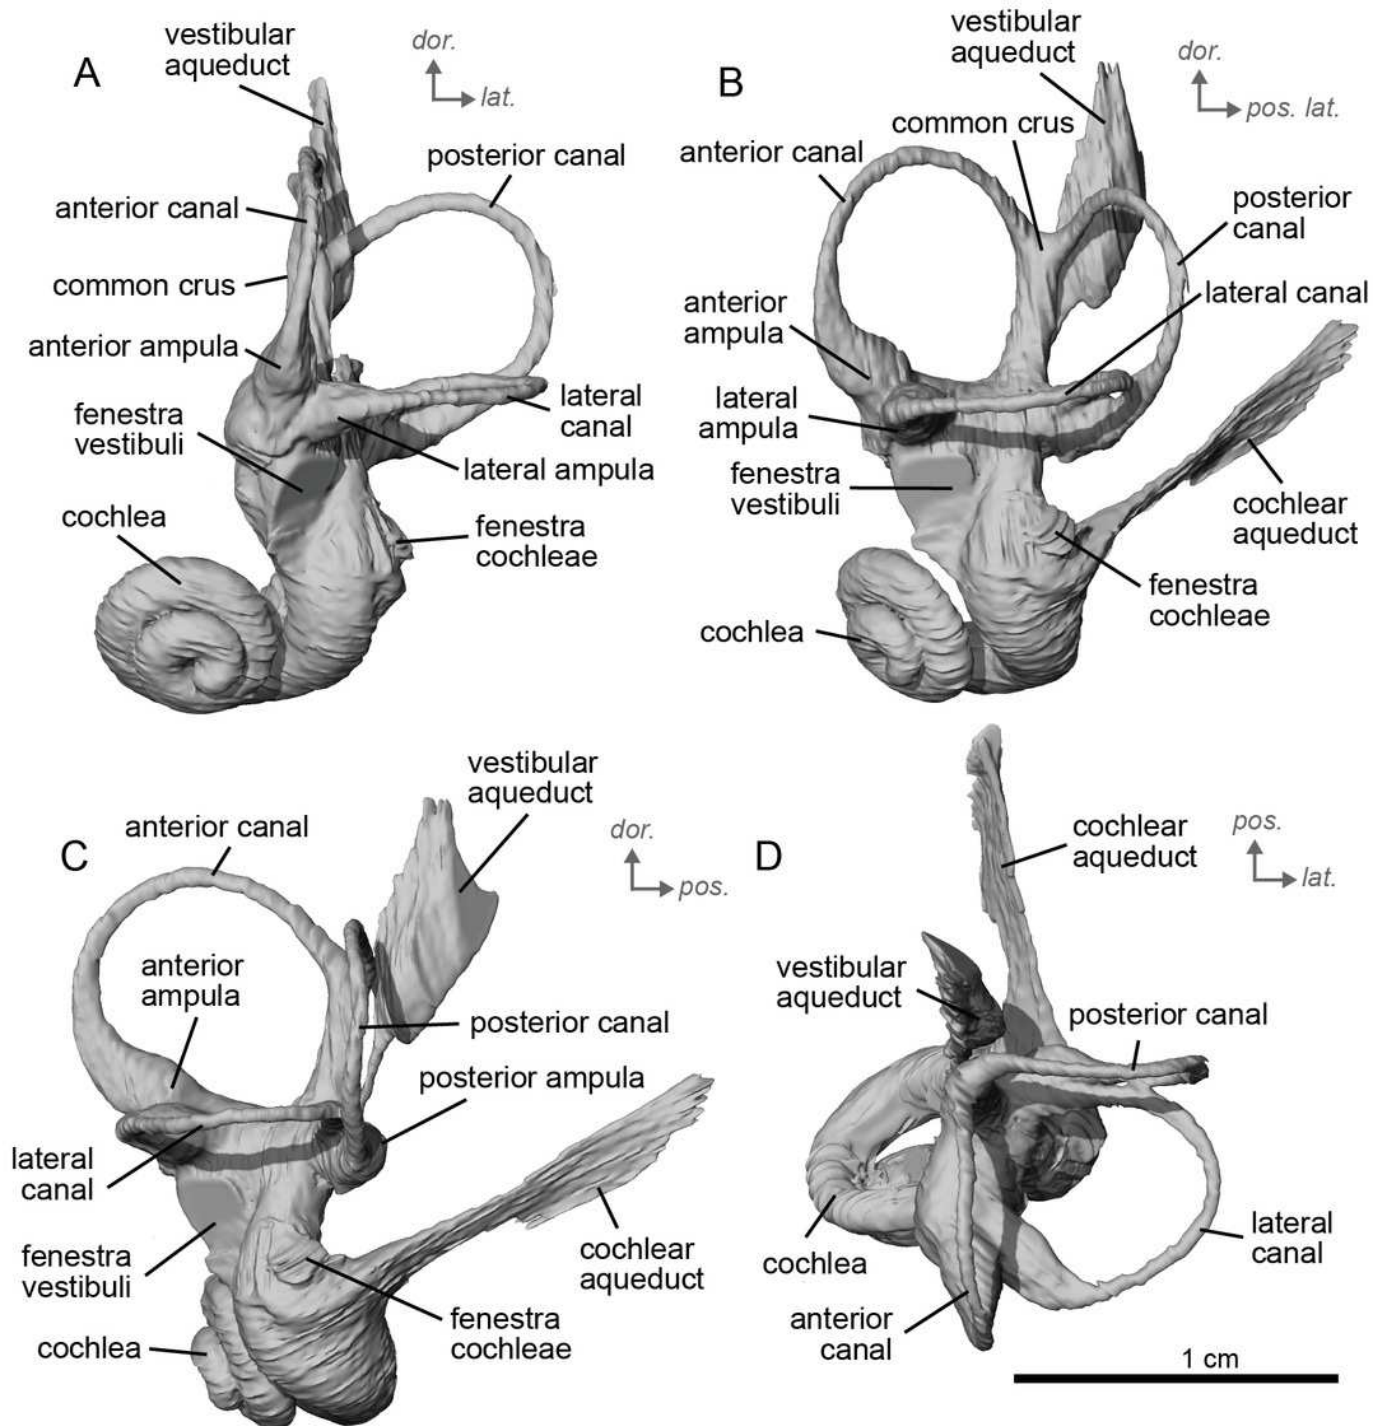 A
vestibular
aqueduct
dor.
lat.
anterior canal
posterior canal
common crus
anterior ampula
fenestra
vestibuli
lateral
canal
lateral ampula
cochlea
fenestra
cochleae
B
vestibular
aqueduct
dor.
pos. lat.
common crus
anterior canal
posterior
canal
lateral canal
anterior
ampula
lateral
ampula
fenestra
vestibuli
cochlear
aqueduct
fenestra
cochleae
cochlea
C
vestibular
aqueduct
dor.
pos.
anterior canal
anterior
ampula
posterior canal
posterior ampula
lateral
canal
fenestra
vestibuli
cochlear
aqueduct
fenestra
cochleae
cochlea
D
cochlear
aqueduct
pos.
lat.
vestibular
aqueduct
posterior canal
lateral
canal
cochlea
anterior
canal
1 cm